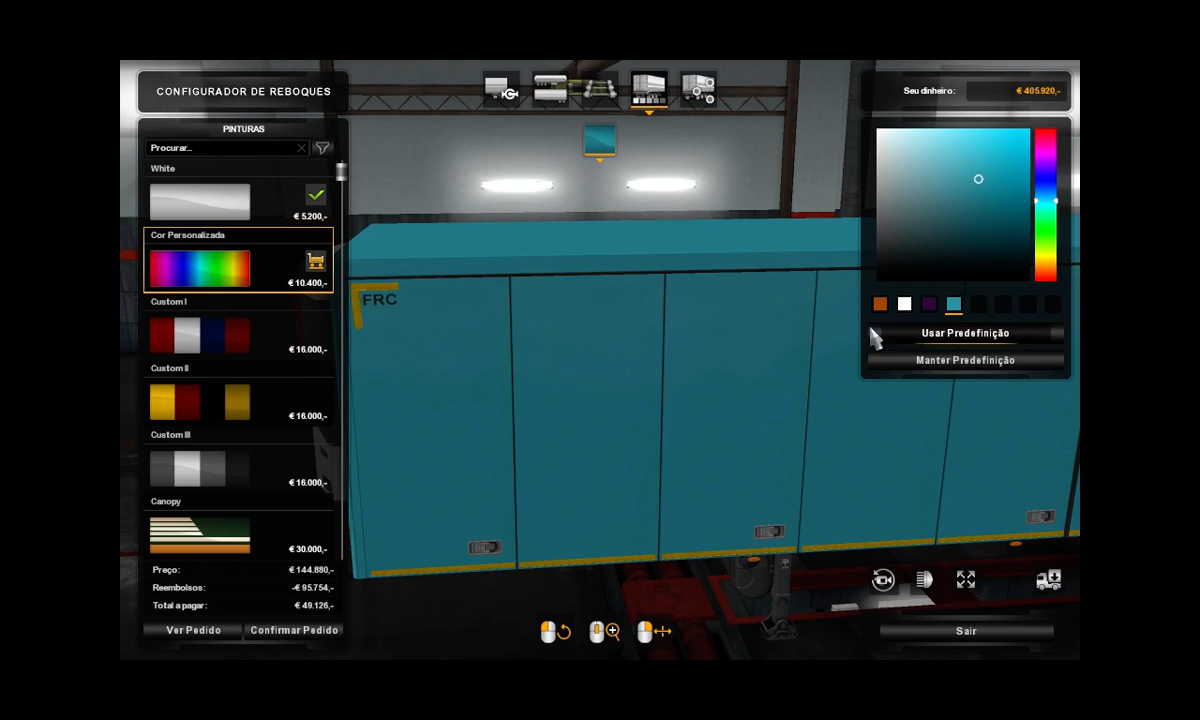 CONFIGURADOR DE REBOQUES
PINTURAS
Procurar...
White
€ 5.200,-
Cor Personalizada
€ 10.400,-
Custom I
€ 16.000,-
Custom II
€ 16.000,-
Custom III
€ 16.000,-
Canopy
€ 30.000,-
Preço: € 144.880,-
Reembolsos: -€ 95.754,-
Total a pagar: € 49.126,-
Ver Pedido
Confirmar Pedido
FRC
Seu dinheiro: € 405.920,-
Usar Predefinição
Manter Predefinição
Sair